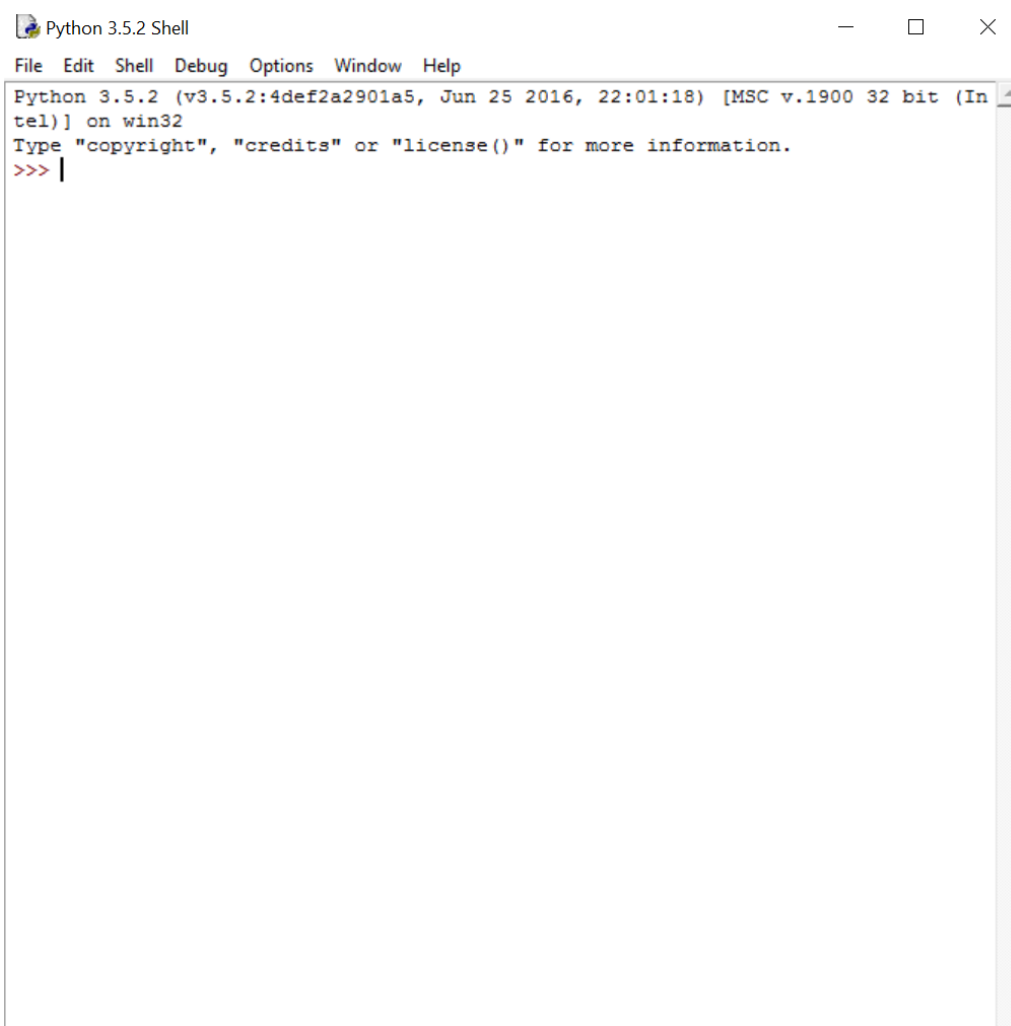 Python 3.5.2 Shell
File Edit Shell Debug Options Window Help
Python 3.5.2 (v3.5.2:4def2a2901a5, Jun 25 2016, 22:01:18) [MSC v.1900 32 bit (In
tel)] on win32
Type "copyright", "credits" or "license()" for more information.
>>>